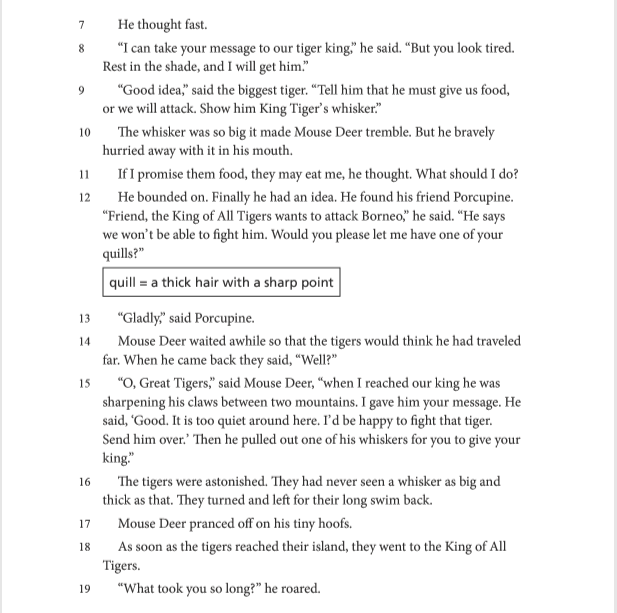 7 He thought fast.
8 “I can take your message to our tiger king,” he said. “But you look tired.
Rest in the shade, and I will get him.”
9 “Good idea,” said the biggest tiger. “Tell him that he must give us food,
or we will attack. Show him King Tiger’s whisker.”
10 The whisker was so big it made Mouse Deer tremble. But he bravely
hurried away with it in his mouth.
11 If I promise them food, they may eat me, he thought. What should I do?
12 He bounded on. Finally he had an idea. He found his friend Porcupine.
“Friend, the King of All Tigers wants to attack Borneo,” he said. “He says
we won’t be able to fight him. Would you please let me have one of your
quills?”
quill = a thick hair with a sharp point
13 “Gladly,” said Porcupine.
14 Mouse Deer waited awhile so that the tigers would think he had traveled
far. When he came back they said, “Well?”
15 “O, Great Tigers,” said Mouse Deer, “when I reached our king he was
sharpening his claws between two mountains. I gave him your message. He
said, ‘Good. It is too quiet around here. I’d be happy to fight that tiger.
Send him over.’ Then he pulled out one of his whiskers for you to give your
king.”
16 The tigers were astonished. They had never seen a whisker as big and
thick as that. They turned and left for their long swim back.
17 Mouse Deer pranced off on his tiny hoofs.
18 As soon as the tigers reached their island, they went to the King of All
Tigers.
19 “What took you so long?” he roared.